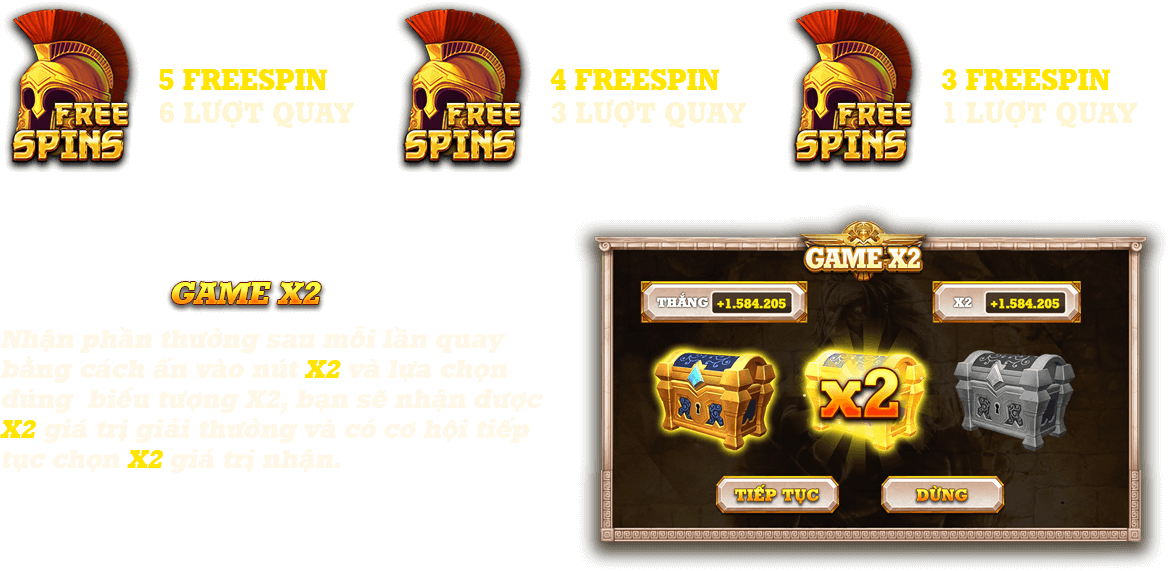 FREE
SPINS
5 FREESPIN
6 LƯỢT QUAY
FREE
SPINS
4 FREESPIN
3 LƯỢT QUAY
FREE
SPINS
3 FREESPIN
1 LƯỢT QUAY
GAME X2
Nhận phần thưởng sau mỗi lần quay
bằng cách ấn vào nút X2 và lựa chọn
đúng biểu tượng X2, bạn sẽ nhận được
X2 giá trị giải thưởng và có cơ hội tiếp
tục chọn X2 giá trị nhận.
GAME X2
THẮNG +1.584.205
X2 +1.584.205
x2
TIẾP TỤC
DỪNG